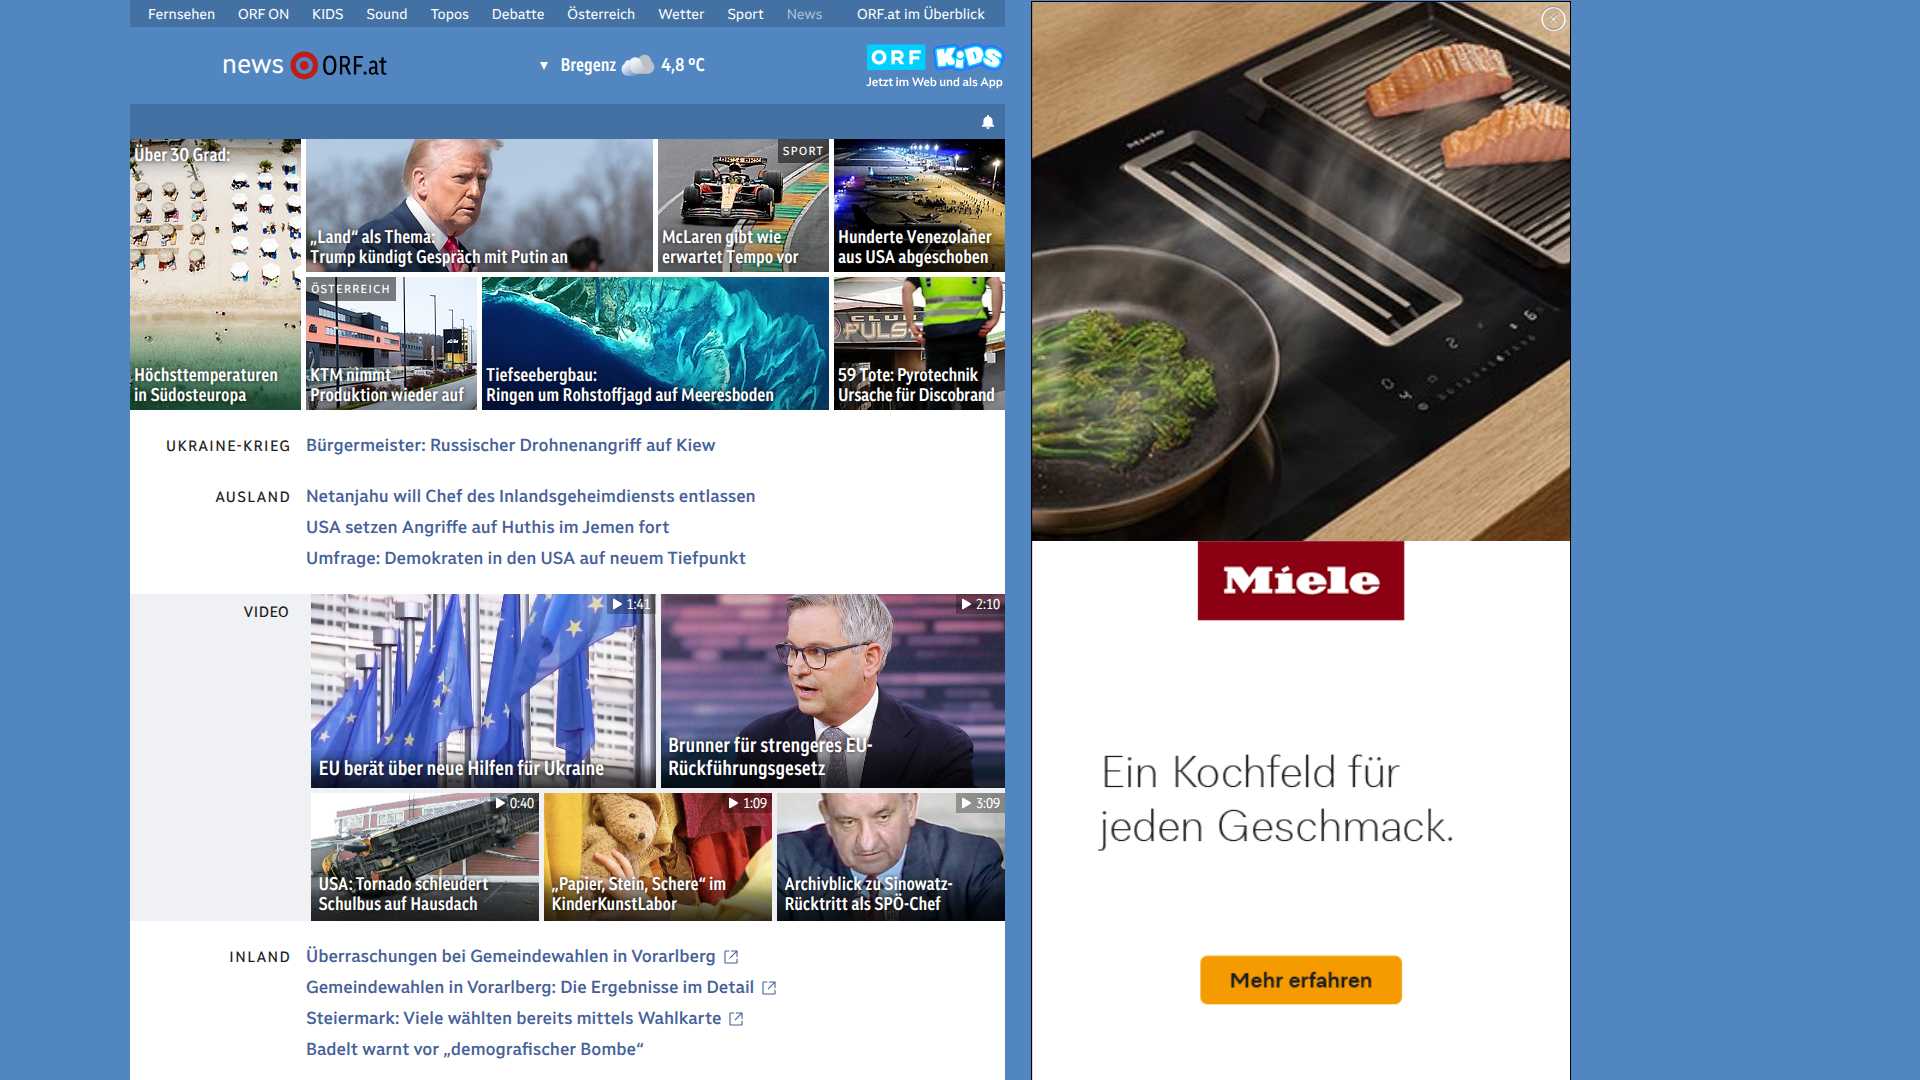 Fernsehen
ORF ON
KIDS
Sound
Topos
Debatte
Österreich
Wetter
Sport
News
ORF.at im Überblick
news ORF.at
Bregenz 4,8 °C
ORF KIDS
Jetzt im Web und als App
Über 30 Grad:
Höchsttemperaturen
in Südosteuropa
„Land“ als Thema:
Trump kündigt Gespräch mit Putin an
SPORT
McLaren gibt wie
erwartet Tempo vor
Hunderte Venezolaner
aus USA abgeschoben
ÖSTERREICH
KTM nimmt
Produktion wieder auf
Tiefseebergbau:
Ringen um Rohstoffjagd auf Meeresboden
CLUB
PULS
59 Tote: Pyrotechnik
Ursache für Discobrand
UKRAINE-KRIEG
Bürgermeister: Russischer Drohnenangriff auf Kiew
AUSLAND
Netanjahu will Chef des Inlandsgeheimdiensts entlassen
USA setzen Angriffe auf Huthis im Jemen fort
Umfrage: Demokraten in den USA auf neuem Tiefpunkt
VIDEO
1:41
EU berät über neue Hilfen für Ukraine
2:10
Brunner für strengeres EU-
Rückführungsgesetz
0:40
USA: Tornado schleudert
Schulbus auf Hausdach
1:09
„Papier, Stein, Schere“ im
KinderKunstLabor
3:09
Archivblick zu Sinowatz-
Rücktritt als SPÖ-Chef
INLAND
Überraschungen bei Gemeindewahlen in Vorarlberg
Gemeindewahlen in Vorarlberg: Die Ergebnisse im Detail
Steiermark: Viele wählten bereits mittels Wahlkarte
Badelt warnt vor „demografischer Bombe“
Miele
Miele
Ein Kochfeld für
jeden Geschmack.
Mehr erfahren